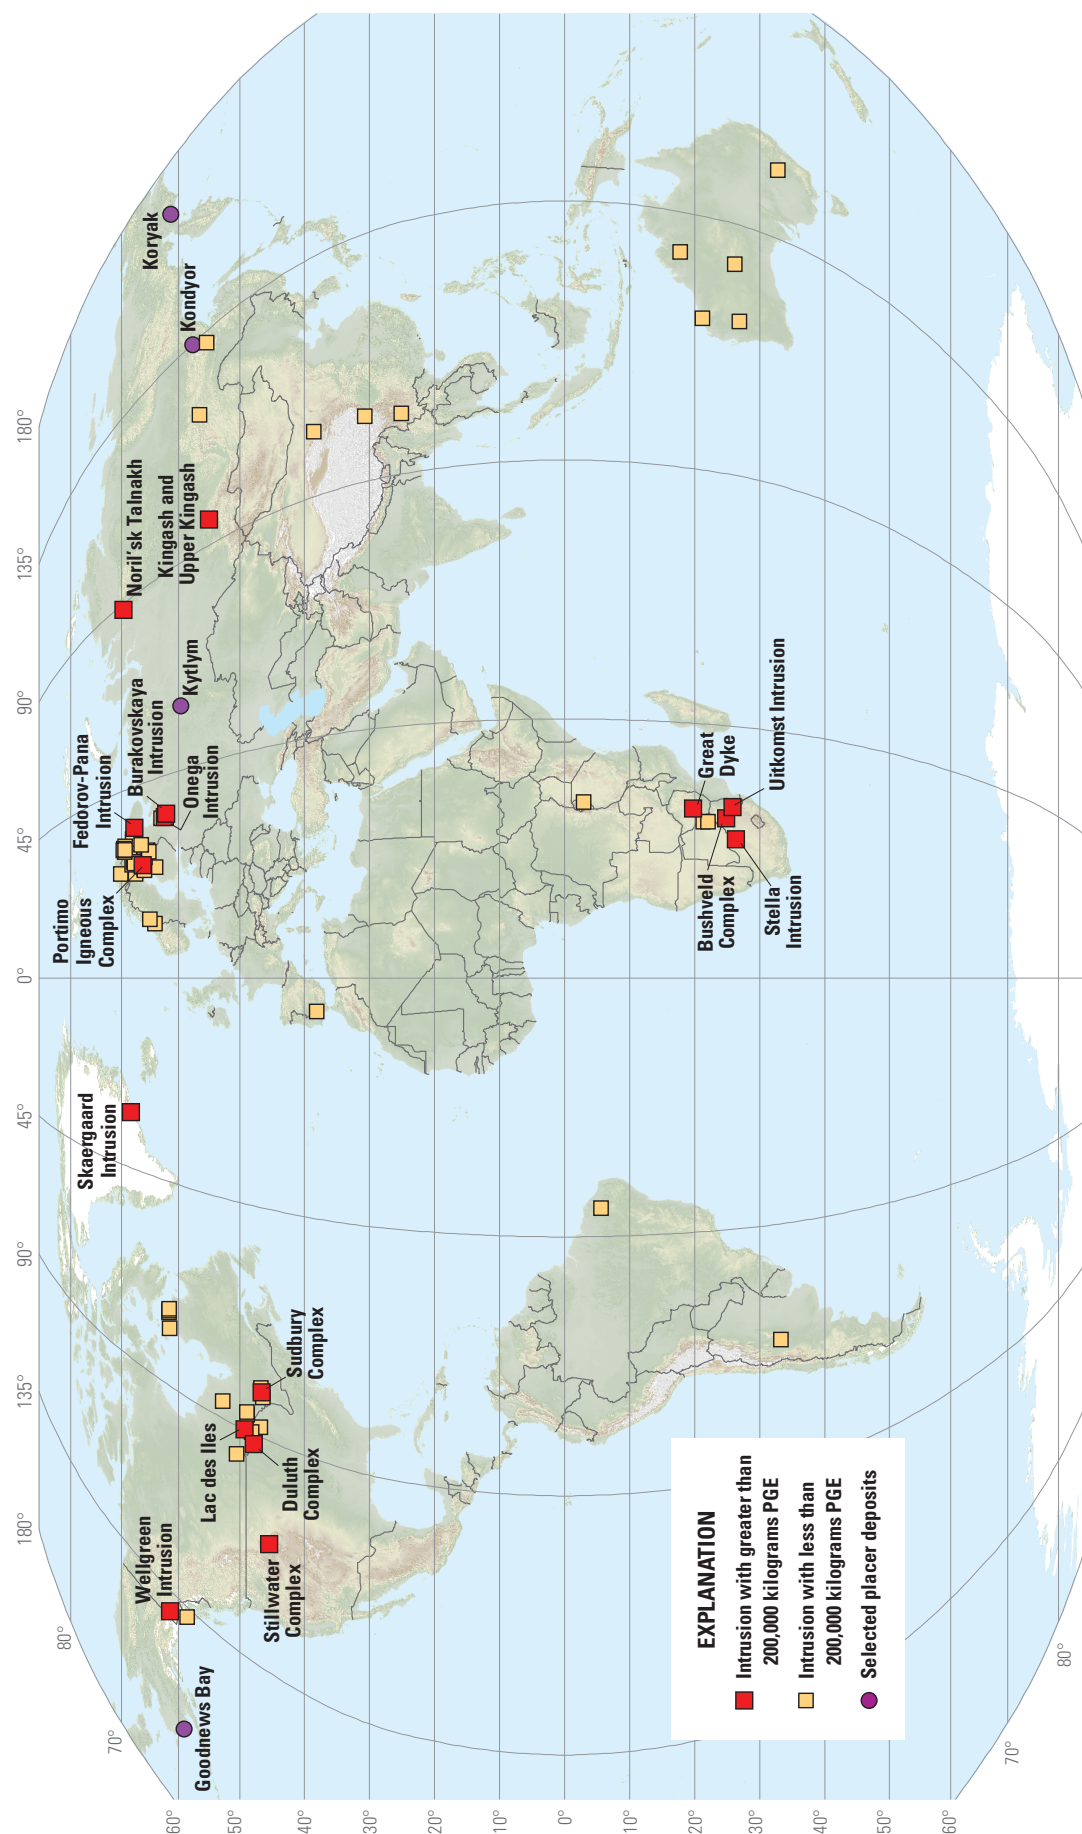 80°
70°
180°
135°
90°
45°
0°
45°
90°
135°
180°
60°
50°
40°
30°
20°
10°
0°
10°
20°
30°
40°
50°
60°
70°
80°
Goodnews Bay
Wellgreen
Intrusion
Stillwater
Complex
Lac des Iles
Duluth
Complex
Sudbury
Complex
Skaergaard
Intrusion
Portimo
Igneous
Complex
Fedorov-Pana
Intrusion
Burakovskaya
Intrusion
Onega
Intrusion
Kytlym
Noril’sk Talnakh
Kingash and
Upper Kingash
Kondyor
Koryak
Great
Dyke
Uitkomst Intrusion
Bushveld
Complex
Stella
Intrusion
EXPLANATION
Intrusion with greater than
200,000 kilograms PGE
Intrusion with less than
200,000 kilograms PGE
Selected placer deposits